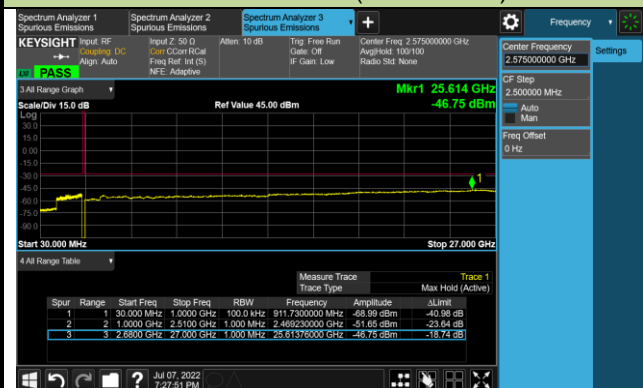 Spectrum Analyzer 1
Spurious Emissions
Spectrum Analyzer 2
Spurious Emissions
Spectrum Analyzer 3
Spurious Emissions
+
Frequency
KEYSIGHT
Input: RF
Coupling: DC
Align: Auto
PASS
Input Z: 50 Ω
Corr CCorr RCal
Freq Ref: Int (S)
NFE: Adaptive
Atten: 10 dB
Trig: Free Run
Gate: Off
IF Gain: Low
Center Freq: 2.575000000 GHz
Avg|Hold: 100/100
Radio Std: None
Center Frequency
2.575000000 GHz
Settings
CF Step
2.500000 MHz
Auto
Man
Freq Offset
0 Hz
3 All Range Graph
Mkr1 25.614 GHz
-46.75 dBm
Scale/Div 15.0 dB
Ref Value 45.00 dBm
Log
30.0
15.0
0.00
-15.0
-30.0
-45.0
-60.0
-75.0
-90.0
1
Start 30.000 MHz
Stop 27.000 GHz
4 All Range Table
Measure Trace Trace 1
Trace Type Max Hold (Active)
Spur Range Start Freq Stop Freq RBW Frequency Amplitude ΔLimit
1 1 30.000 MHz 1.0000 GHz 100.0 kHz 911.7300000 MHz -68.99 dBm -40.98 dB
2 2 1.0000 GHz 2.5100 GHz 1.000 MHz 2.469230000 GHz -51.65 dBm -23.64 dB
3 3 2.6800 GHz 27.000 GHz 1.000 MHz 25.61376000 GHz -46.75 dBm -18.74 dB
?
Jul 07, 2022
7:27:51 PM